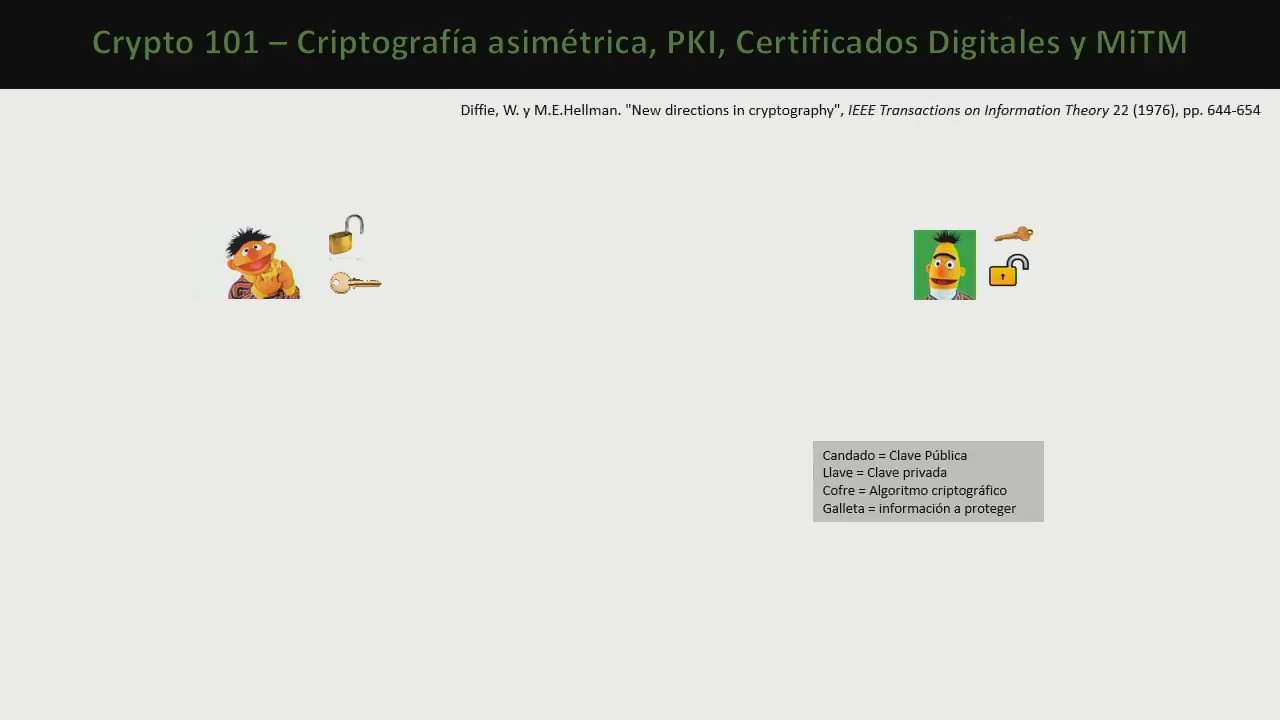 Crypto 101 – Criptografía asimétrica, PKI, Certificados Digitales y MiTM
Diffie, W. y M.E.Hellman. "New directions in cryptography", IEEE Transactions on Information Theory 22 (1976), pp. 644-654
Candado = Clave Pública
Llave = Clave privada
Cofre = Algoritmo criptográfico
Galleta = información a proteger